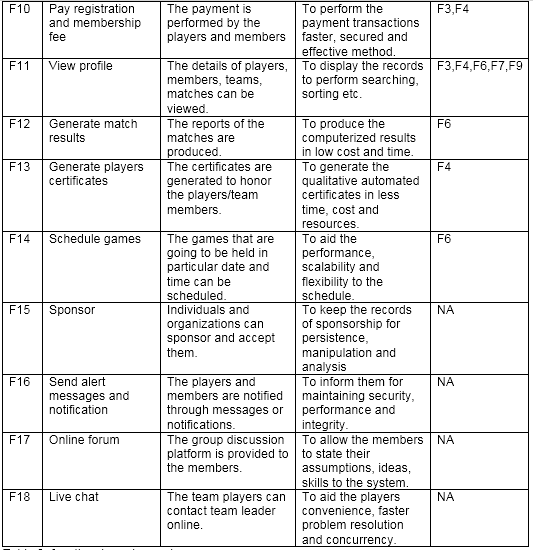 F10 Pay registration and membership fee The payment is performed by the players and members To perform the payment transactions faster, secured and effective method. F3,F4
F11 View profile The details of players, members, teams, matches can be viewed. To display the records to perform searching, sorting etc. F3,F4,F6,F7,F9
F12 Generate match results The reports of the matches are produced. To produce the computerized results in low cost and time. F6
F13 Generate players certificates The certificates are generated to honor the players/team members. To generate the qualitative automated certificates in less time, cost and resources. F4
F14 Schedule games The games that are going to be held in particular date and time can be scheduled. To aid the performance, scalability and flexibility to the schedule. F6
F15 Sponsor Individuals and organizations can sponsor and accept them. To keep the records of sponsorship for persistence, manipulation and analysis NA
F16 Send alert messages and notification The players and members are notified through messages or notifications. To inform them for maintaining security, performance and integrity. NA
F17 Online forum The group discussion platform is provided to the members. To allow the members to state their assumptions, ideas, skills to the system. NA
F18 Live chat The team players can contact team leader online. To aid the players convenience, faster problem resolution and concurrency. NA